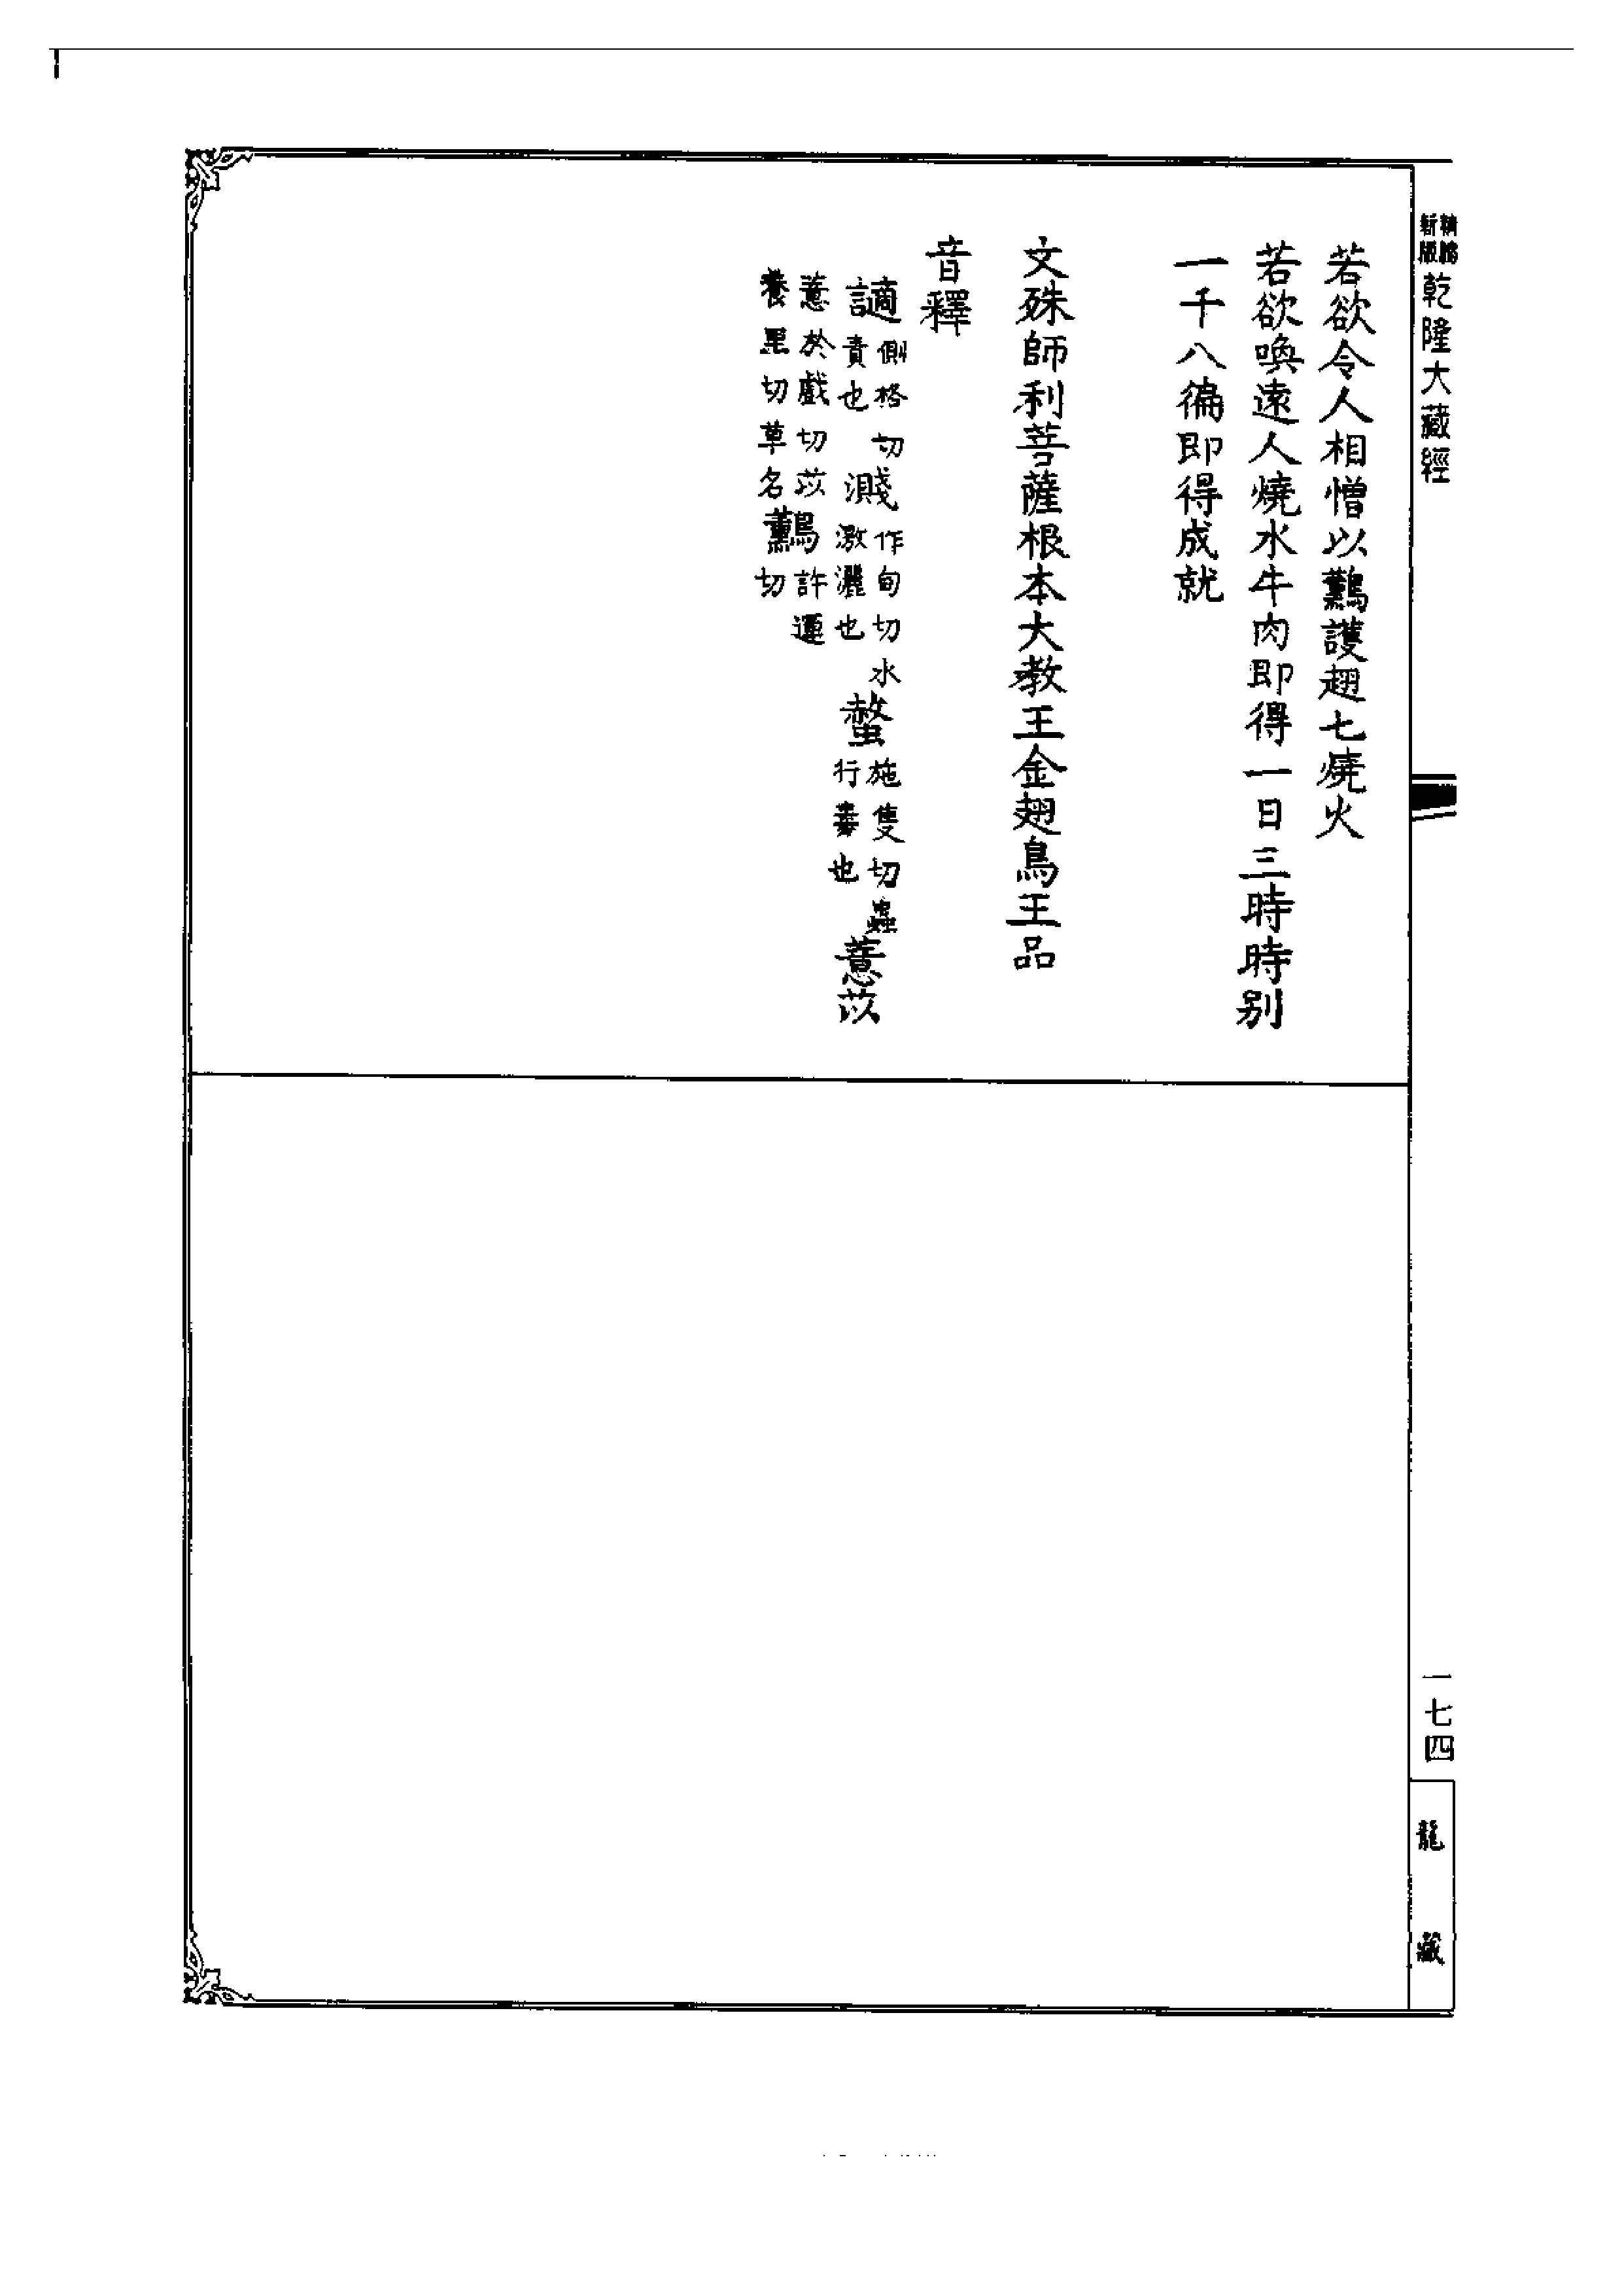 新版
乾隆大藏經
一七四
龍藏
若欲令人相憎以鷰護翅七燒火
若欲喚遠人燒水牛肉即得一日三時時別
一千八徧即得成就
文殊師利菩薩根本大教王金翅鳥王品
音釋
謫側格切責也 濺作甸切水激灑也 螫施隻切蟲行毒也 薏苡
薏於戲切苡養里切草名 許運切